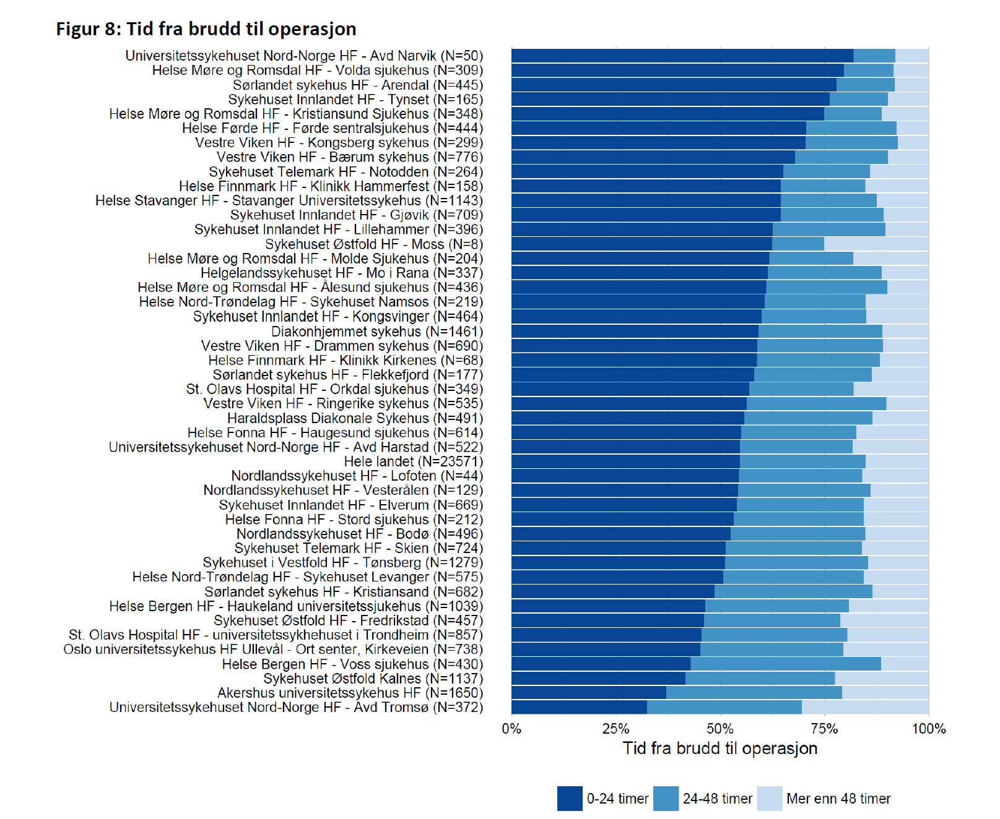 Figur 8: Tid fra brudd til operasjon
Universitetssykehuset Nord-Norge HF - Avd Narvik (N=50)
Helse Møre og Romsdal HF - Volda sjukehus (N=309)
Sørlandet sykehus HF - Arendal (N=445)
Sykehuset Innlandet HF - Tynset (N=165)
Helse Møre og Romsdal HF - Kristiansund Sjukehus (N=348)
Helse Førde HF - Førde sentralsjukehus (N=444)
Vestre Viken HF - Kongsberg sykehus (N=299)
Vestre Viken HF - Bærum sykehus (N=776)
Sykehuset Telemark HF - Notodden (N=264)
Helse Finnmark HF - Klinikk Hammerfest (N=158)
Helse Stavanger HF - Stavanger Universitetssykehus (N=1143)
Sykehuset Innlandet HF - Gjøvik (N=709)
Sykehuset Innlandet HF - Lillehammer (N=396)
Sykehuset Østfold HF - Moss (N=8)
Helse Møre og Romsdal HF - Molde Sjukehus (N=204)
Helgelandssykehuset HF - Mo i Rana (N=337)
Helse Møre og Romsdal HF - Ålesund sjukehus (N=436)
Helse Nord-Trøndelag HF - Sykehuset Namsos (N=219)
Sykehuset Innlandet HF - Kongsvinger (N=464)
Diakonhjemmet sykehus (N=1461)
Vestre Viken HF - Drammen sykehus (N=690)
Helse Finnmark HF - Klinikk Kirkenes (N=68)
Sørlandet sykehus HF - Flekkefjord (N=177)
St. Olavs Hospital HF - Orkdal sjukehus (N=349)
Vestre Viken HF - Ringerike sykehus (N=535)
Haraldsplass Diakonale Sykehus (N=491)
Helse Fonna HF - Haugesund sjukehus (N=614)
Universitetssykehuset Nord-Norge HF - Avd Harstad (N=522)
Hele landet (N=23571)
Nordlandssykehuset HF - Lofoten (N=44)
Nordlandssykehuset HF - Vesterålen (N=129)
Sykehuset Innlandet HF - Elverum (N=669)
Helse Fonna HF - Stord sjukehus (N=212)
Nordlandssykehuset HF - Bodø (N=496)
Sykehuset Telemark HF - Skien (N=724)
Sykehuset i Vestfold HF - Tønsberg (N=1279)
Helse Nord-Trøndelag HF - Sykehuset Levanger (N=575)
Sørlandet sykehus HF - Kristiansand (N=682)
Helse Bergen HF - Haukeland universitetssjukehus (N=1039)
Sykehuset Østfold HF - Fredrikstad (N=457)
St. Olavs Hospital HF - universitetssykhehuset i Trondheim (N=857)
Oslo universitetssykehus HF Ullevål - Ort senter, Kirkeveien (N=738)
Helse Bergen HF - Voss sjukehus (N=430)
Sykehuset Østfold Kalnes (N=1137)
Akershus universitetssykehus HF (N=1650)
Universitetssykehuset Nord-Norge HF - Avd Tromsø (N=372)
0% 25% 50% 75% 100%
Tid fra brudd til operasjon
0-24 timer 24-48 timer Mer enn 48 timer